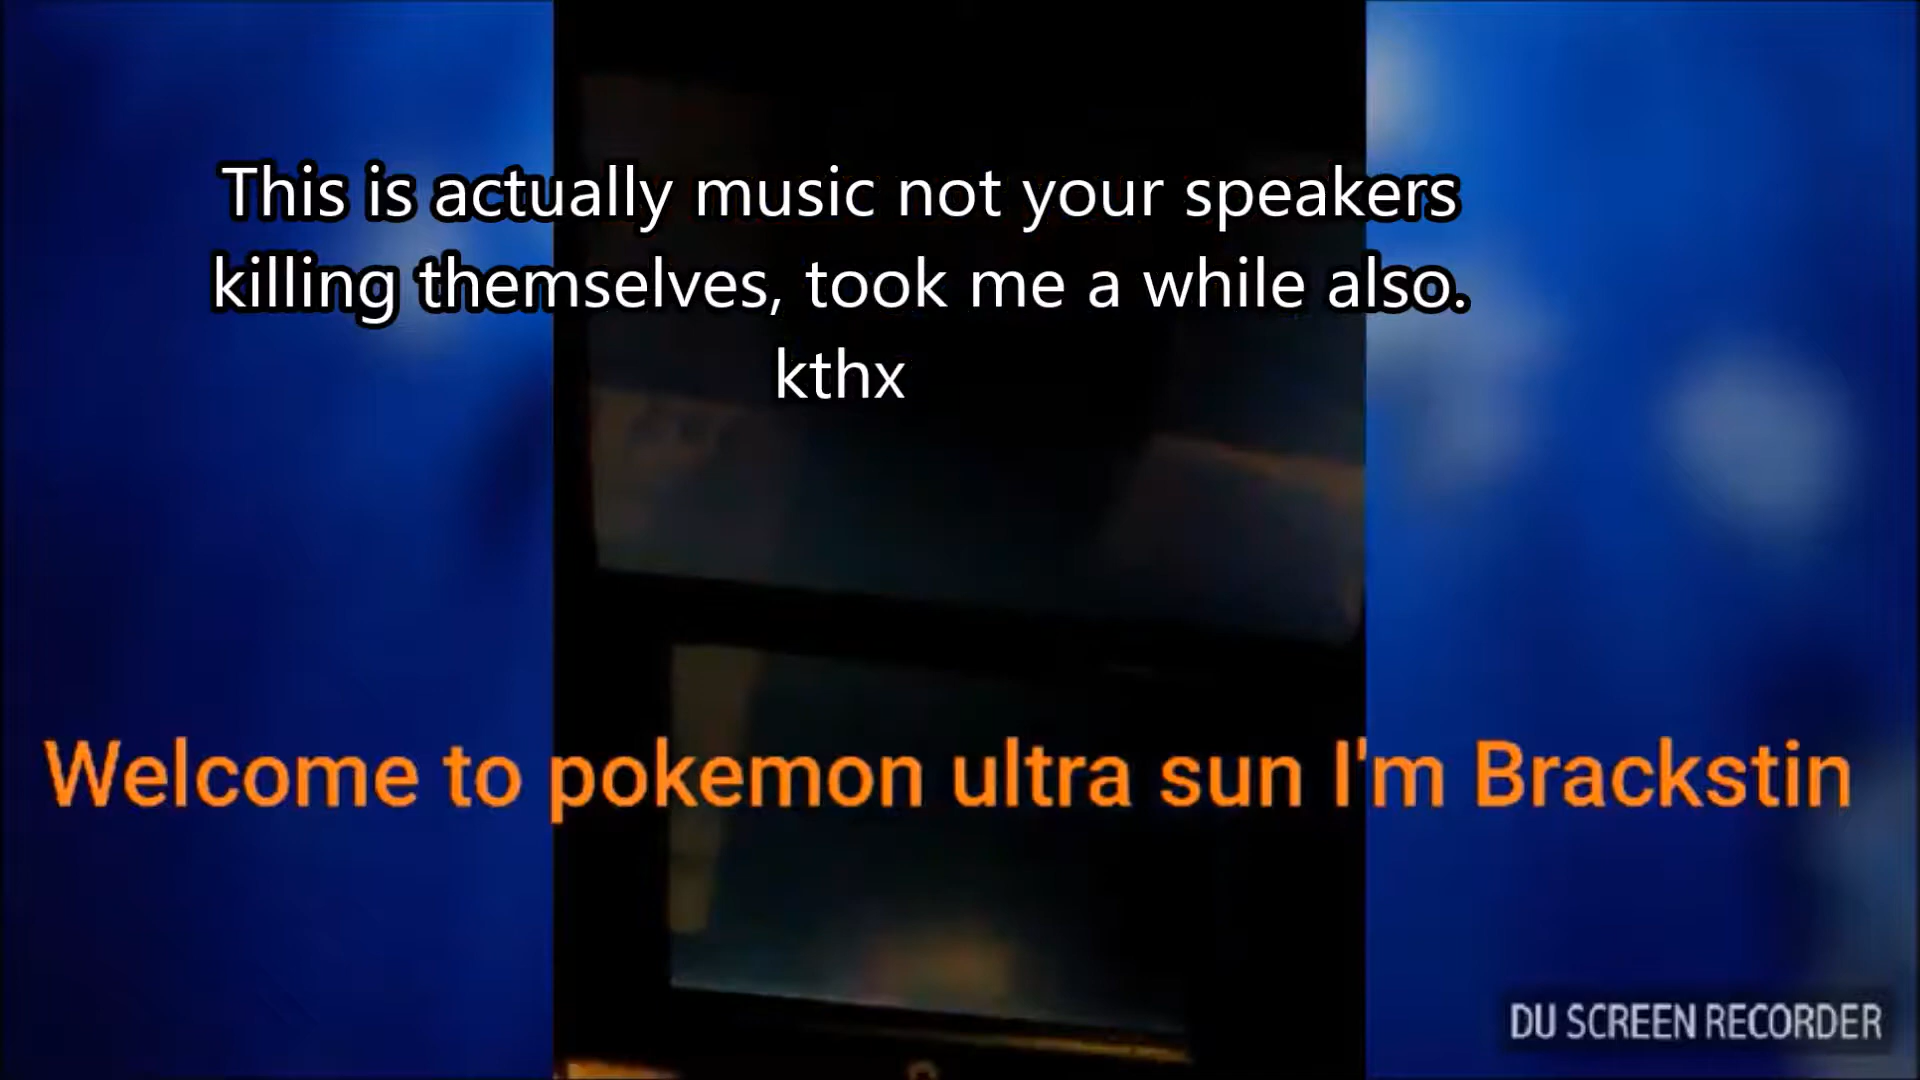 This is actually music not your speakers
killing themselves, took me a while also.
kthx
Welcome to pokemon ultra sun I'm Brackstin
DU SCREEN RECORDER